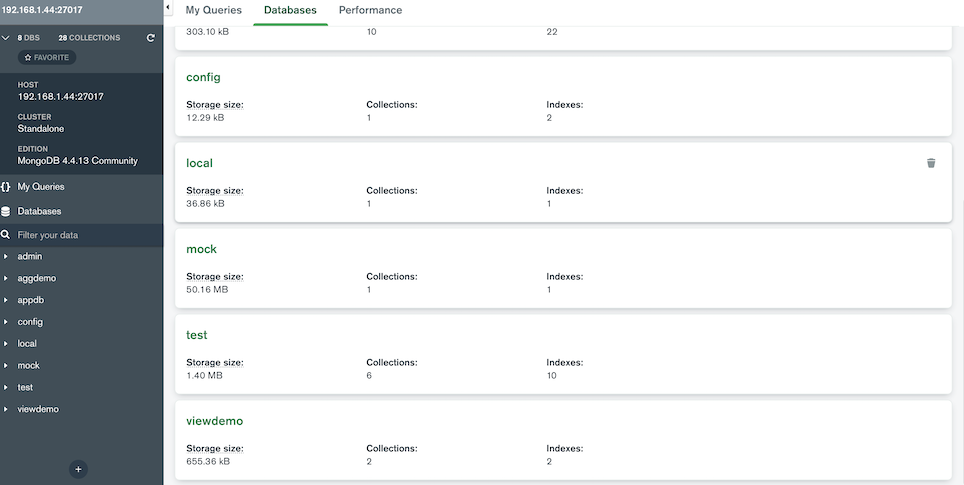 192.168.1.44:27017
8 DBS 28 COLLECTIONS
FAVORITE
HOST
192.168.1.44:27017
CLUSTER
Standalone
EDITION
MongoDB 4.4.13 Community
{} My Queries
Databases
Filter your data
admin
aggdemo
appdb
config
local
mock
test
viewdemo
+
My Queries Databases Performance
303.10 kB 10 22
config
Storage size: Collections: Indexes:
12.29 kB 1 2
local
Storage size: Collections: Indexes:
36.86 kB 1 1
mock
Storage size: Collections: Indexes:
50.16 MB 1 1
test
Storage size: Collections: Indexes:
1.40 MB 6 10
viewdemo
Storage size: Collections: Indexes:
655.36 kB 2 2